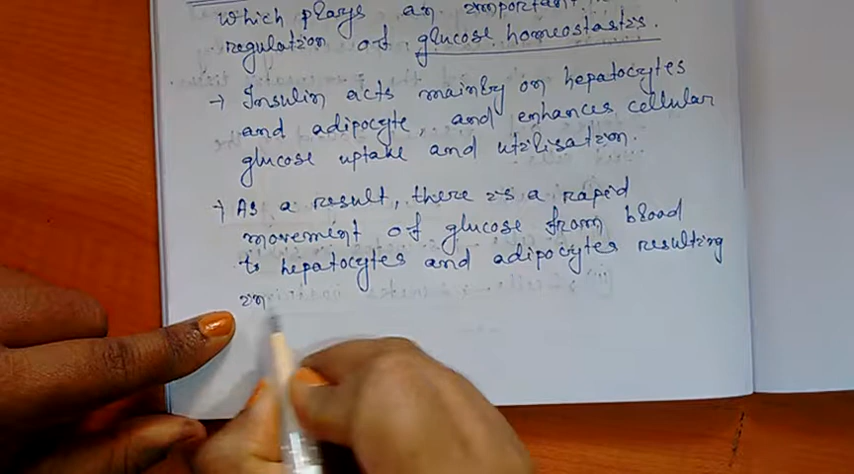 which plays an important
regulation of glucose homeostasis.
→ Insulin acts mainly on hepatocytes
and adipocyte, and enhances cellular
glucose uptake and utilisation.
→ As a result, there is a rapid
movement of glucose from blood
to hepatocytes and adipocytes resulting
in